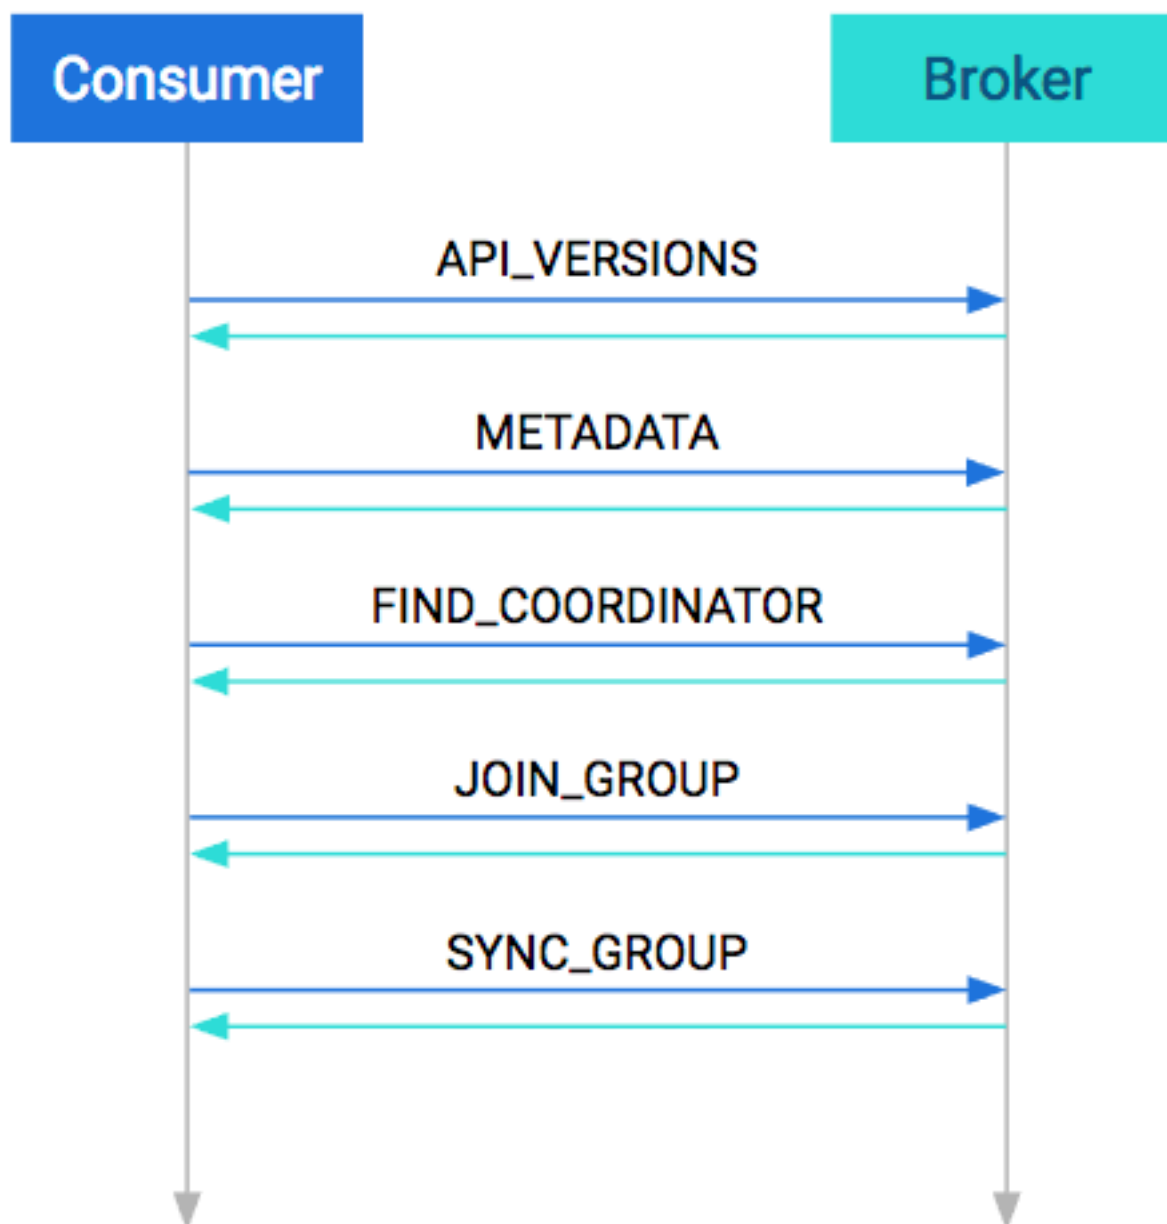 Consumer
Broker
API_VERSIONS
METADATA
FIND_COORDINATOR
JOIN_GROUP
SYNC_GROUP